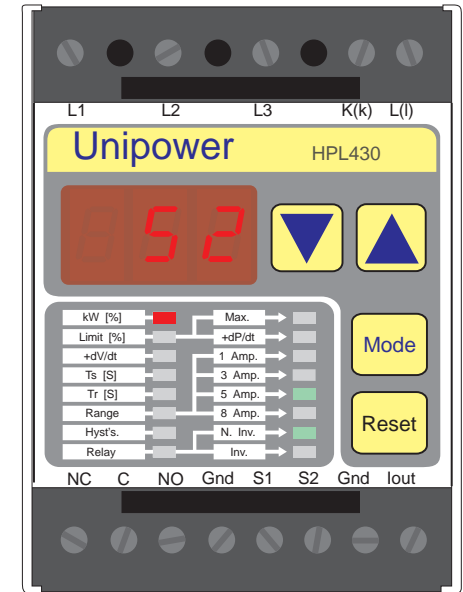 L1 L2 L3 K(k) L(l)
Unipower HPL430
52
kW [%] Max.
Limit [%] +dP/dt
+dV/dt 1 Amp.
Ts [S] 3 Amp.
Tr [S] 5 Amp.
Range 8 Amp.
Hyst's. N. Inv.
Relay Inv.
Mode
Reset
NC C NO Gnd S1 S2 Gnd Iout